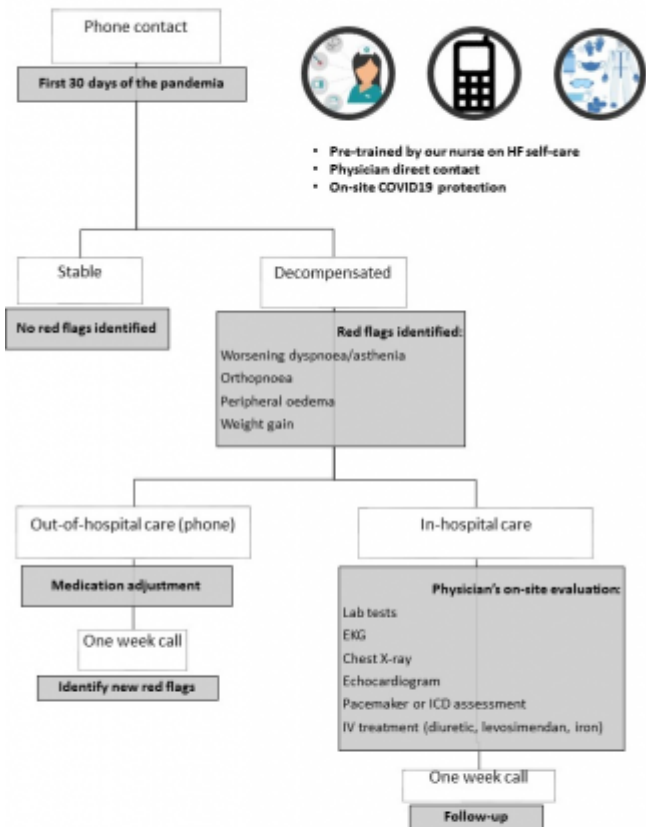 Phone contact
First 30 days of the pandemia
▪ Pre-trained by our nurse on HF self-care
▪ Physician direct contact
▪ On-site COVID19 protection
Stable
No red flags identified
Decompensated
Red flags identified:
Worsening dyspnoea/asthenia
Orthopnoea
Peripheral oedema
Weight gain
Out-of-hospital care (phone)
Medication adjustment
One week call
Identify new red flags
In-hospital care
Physician's on-site evaluation:
Lab tests
EKG
Chest X-ray
Echocardiogram
Pacemaker or ICD assessment
IV treatment (diuretic, levosimendan, iron)
One week call
Follow-up